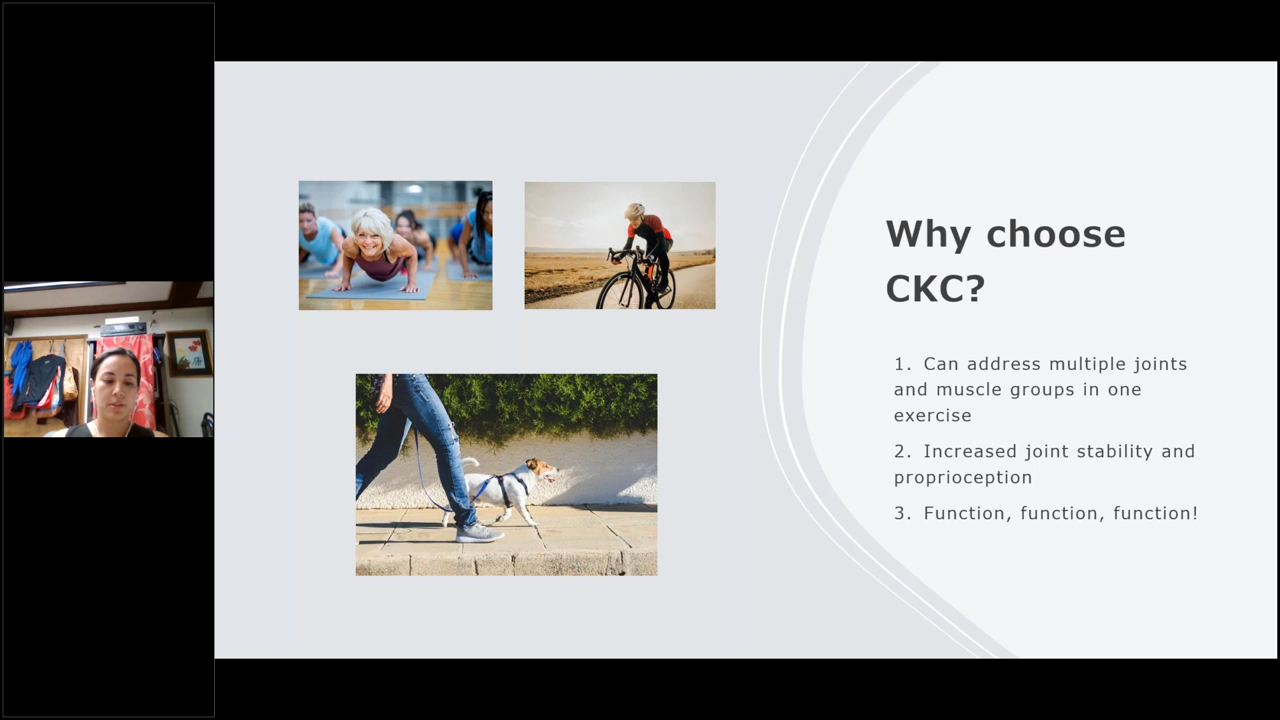 Why choose
CKC?
1. Can address multiple joints
and muscle groups in one
exercise
2. Increased joint stability and
proprioception
3. Function, function, function!